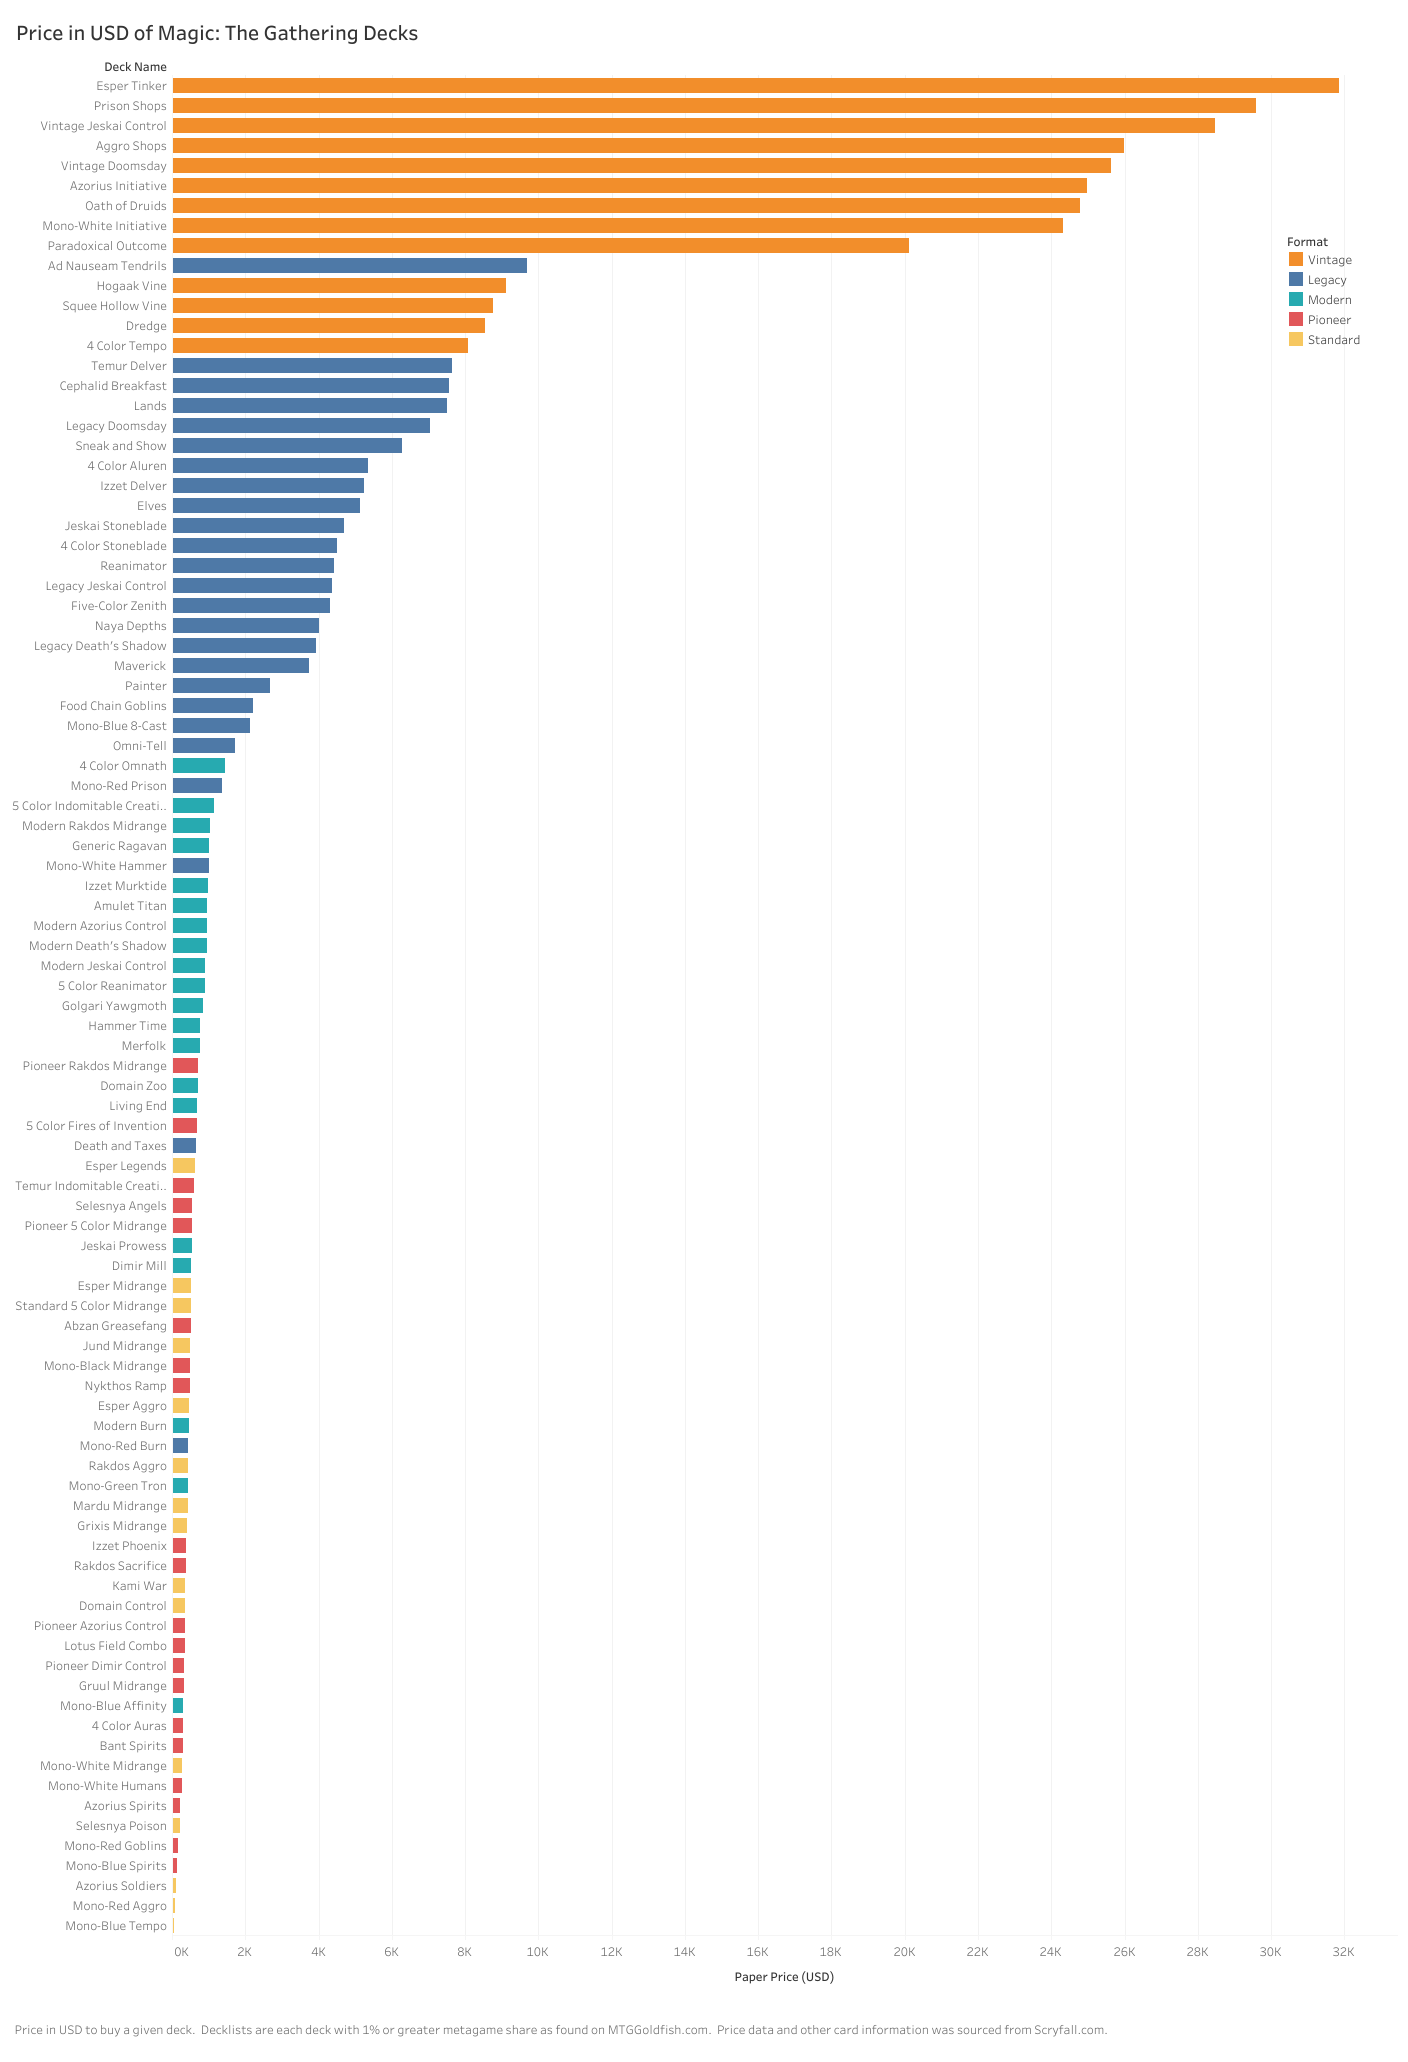 Price in USD of Magic: The Gathering Decks
Deck Name
Esper Tinker
Prison Shops
Vintage Jeskai Control
Aggro Shops
Vintage Doomsday
Azorius Initiative
Oath of Druids
Mono-White Initiative
Paradoxical Outcome
Ad Nauseam Tendrils
Hogaak Vine
Squee Hollow Vine
Dredge
4 Color Tempo
Temur Delver
Cephalid Breakfast
Lands
Legacy Doomsday
Sneak and Show
4 Color Aluren
Izzet Delver
Elves
Jeskai Stoneblade
4 Color Stoneblade
Reanimator
Legacy Jeskai Control
Five-Color Zenith
Naya Depths
Legacy Death's Shadow
Maverick
Painter
Food Chain Goblins
Mono-Blue 8-Cast
Omni-Tell
4 Color Omnath
Mono-Red Prison
5 Color Indomitable Creati..
Modern Rakdos Midrange
Generic Ragavan
Mono-White Hammer
Izzet Murktide
Amulet Titan
Modern Azorius Control
Modern Death's Shadow
Modern Jeskai Control
5 Color Reanimator
Golgari Yawgmoth
Hammer Time
Merfolk
Pioneer Rakdos Midrange
Domain Zoo
Living End
5 Color Fires of Invention
Death and Taxes
Esper Legends
Temur Indomitable Creati..
Selesnya Angels
Pioneer 5 Color Midrange
Jeskai Prowess
Dimir Mill
Esper Midrange
Standard 5 Color Midrange
Abzan Greasefang
Jund Midrange
Mono-Black Midrange
Nykthos Ramp
Esper Aggro
Modern Burn
Mono-Red Burn
Rakdos Aggro
Mono-Green Tron
Mardu Midrange
Grixis Midrange
Izzet Phoenix
Rakdos Sacrifice
Kami War
Domain Control
Pioneer Azorius Control
Lotus Field Combo
Pioneer Dimir Control
Gruul Midrange
Mono-Blue Affinity
4 Color Auras
Bant Spirits
Mono-White Midrange
Mono-White Humans
Azorius Spirits
Selesnya Poison
Mono-Red Goblins
Mono-Blue Spirits
Azorius Soldiers
Mono-Red Aggro
Mono-Blue Tempo
0K 2K 4K 6K 8K 10K 12K 14K 16K 18K 20K 22K 24K 26K 28K 30K 32K
Paper Price (USD)
Format
Vintage
Legacy
Modern
Pioneer
Standard
Price in USD to buy a given deck. Decklists are each deck with 1% or greater metagame share as found on MTGGoldfish.com. Price data and other card information was sourced from Scryfall.com.